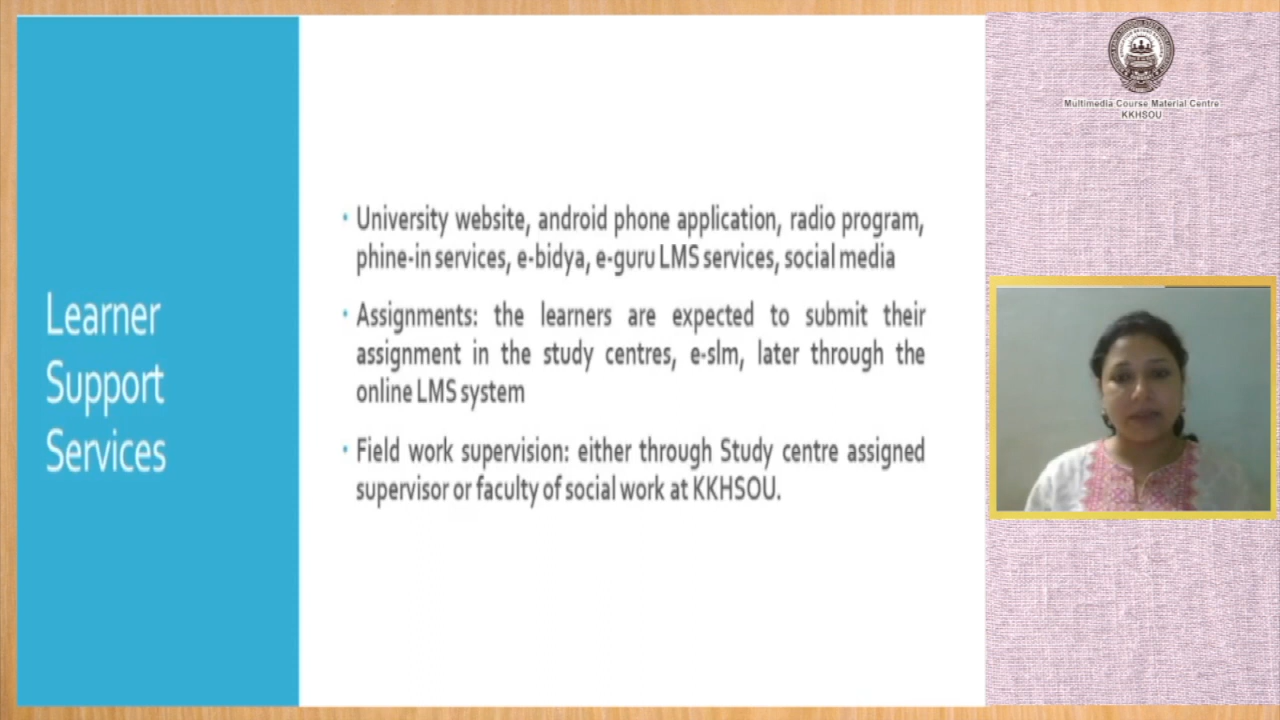 Multimedia Course Material Centre
KKHSOU
Learner
Support
Services
• University website, android phone application, radio program,
phine-in services, e-bidya, e-guru LMS services, social media
• Assignments: the learners are expected to submit their
assignment in the study centres, e-slm, later through the
online LMS system
• Field work supervision: either through Study centre assigned
supervisor or faculty of social work at KKHSOU.